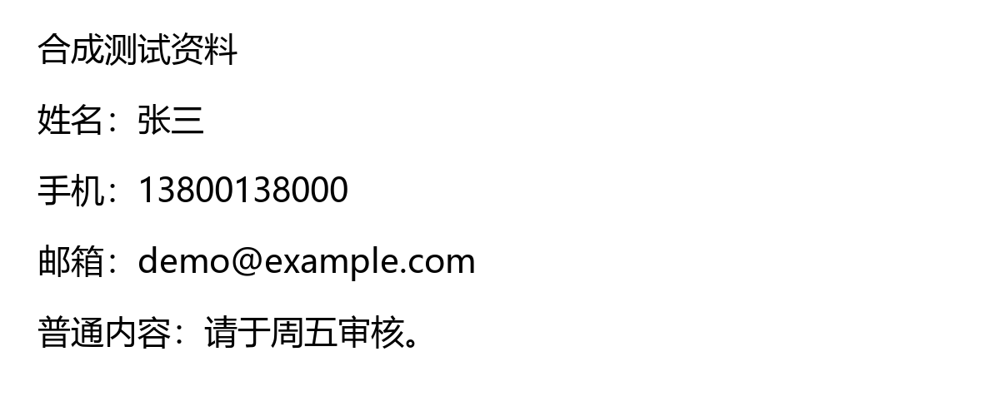 合成测试资料
姓名：张三
手机：13800138000
邮箱：demo@example.com
普通内容：请于周五审核。